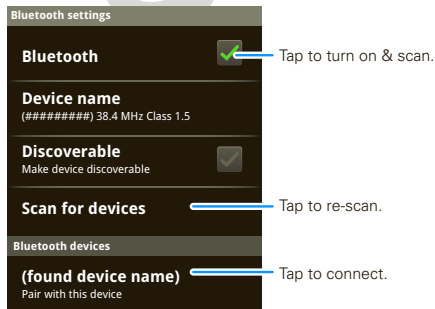 Bluetooth settings
Bluetooth
Tap to turn on & scan.
Device name
(#########) 38.4 MHz Class 1.5
Discoverable
Make device discoverable
Scan for devices
Tap to re-scan.
Bluetooth devices
(found device name)
Tap to connect.
Pair with this device